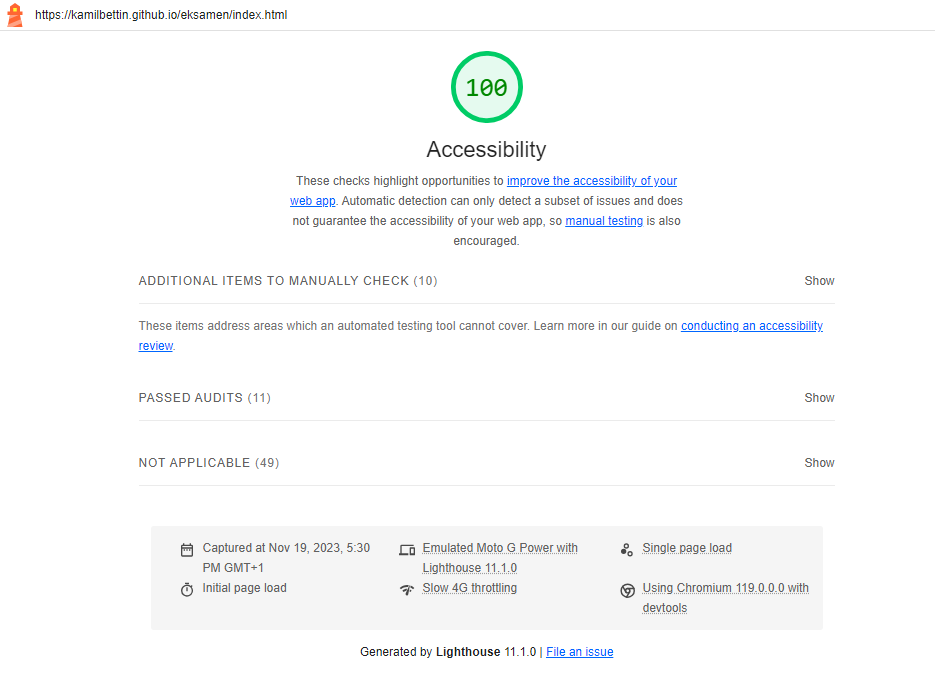 https://kamilbettin.github.io/eksamen/index.html
100
Accessibility
These checks highlight opportunities to improve the accessibility of your
web app. Automatic detection can only detect a subset of issues and does
not guarantee the accessibility of your web app, so manual testing is also
encouraged.
ADDITIONAL ITEMS TO MANUALLY CHECK (10) Show
These items address areas which an automated testing tool cannot cover. Learn more in our guide on conducting an accessibility
review.
PASSED AUDITS (11) Show
NOT APPLICABLE (49) Show
Captured at Nov 19, 2023, 5:30
PM GMT+1
Emulated Moto G Power with
Lighthouse 11.1.0
Single page load
Initial page load
Slow 4G throttling
Using Chromium 119.0.0.0 with
devtools
Generated by Lighthouse 11.1.0 | File an issue